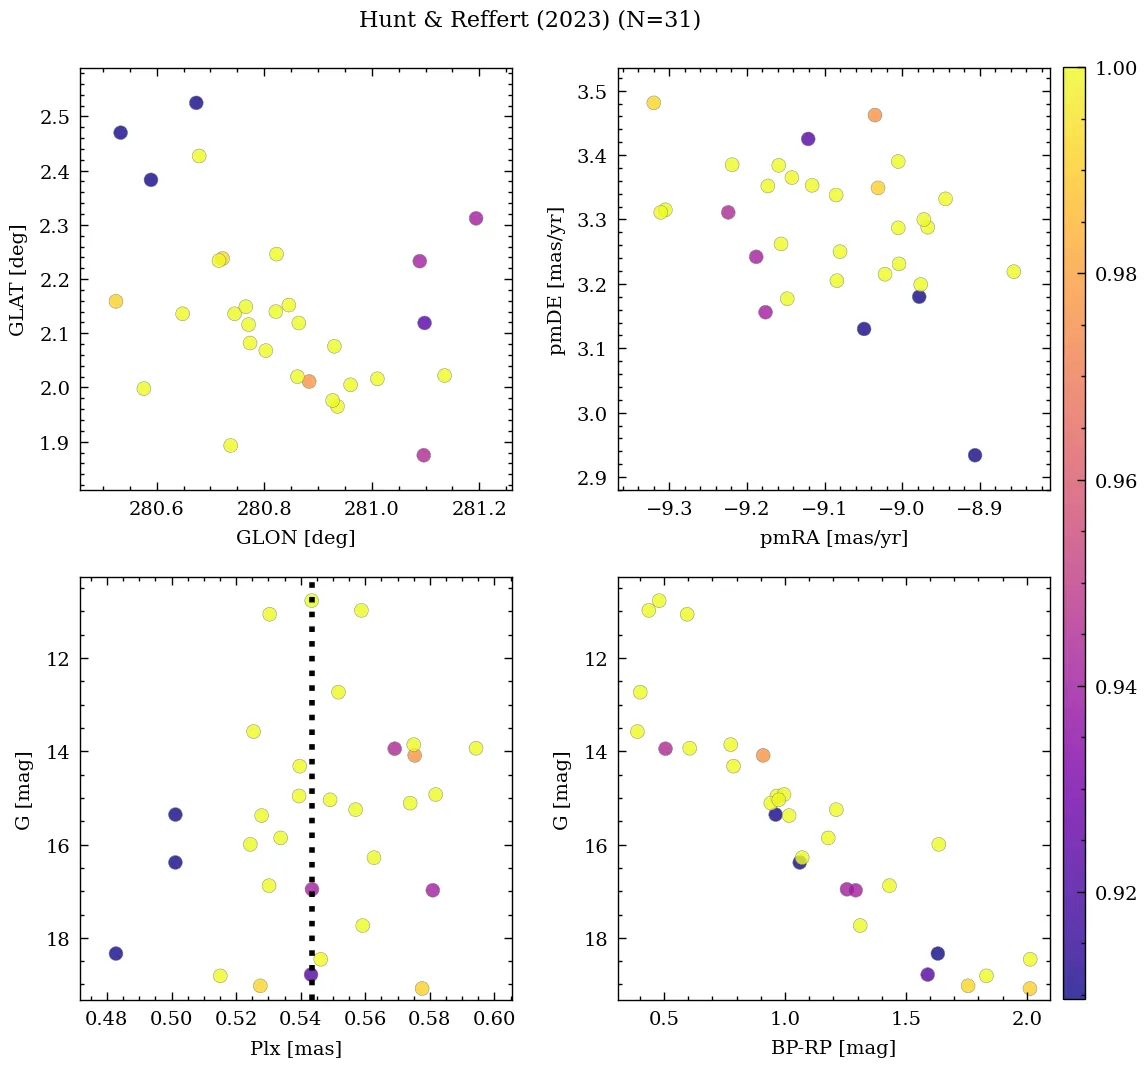 Hunt & Reffert (2023) (N=31)
2.5
2.4
2.3
2.2
2.1
2.0
1.9
GLAT [deg]
280.6 280.8 281.0 281.2
GLON [deg]
3.5
3.4
3.3
3.2
3.1
3.0
2.9
pmDE [mas/yr]
−9.3 −9.2 −9.1 −9.0 −8.9
pmRA [mas/yr]
1.00
0.98
0.96
0.94
0.92
12
14
16
18
G [mag]
0.48 0.50 0.52 0.54 0.56 0.58 0.60
Plx [mas]
12
14
16
18
G [mag]
0.5 1.0 1.5 2.0
BP-RP [mag]